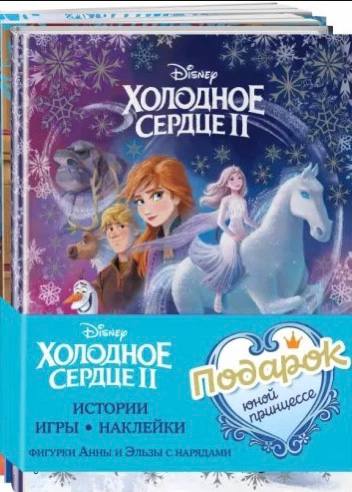 Disney
ХОЛОДНОЕ
СЕРДЦЕ II
Disney
ХОЛОДНОЕ
СЕРДЦЕ II
ИСТОРИИ
ИГРЫ • НАКЛЕЙКИ
ФИГУРКИ АННЫ И ЭЛЬЗЫ С НАРЯДАМИ
Подарок
юной
принцессе